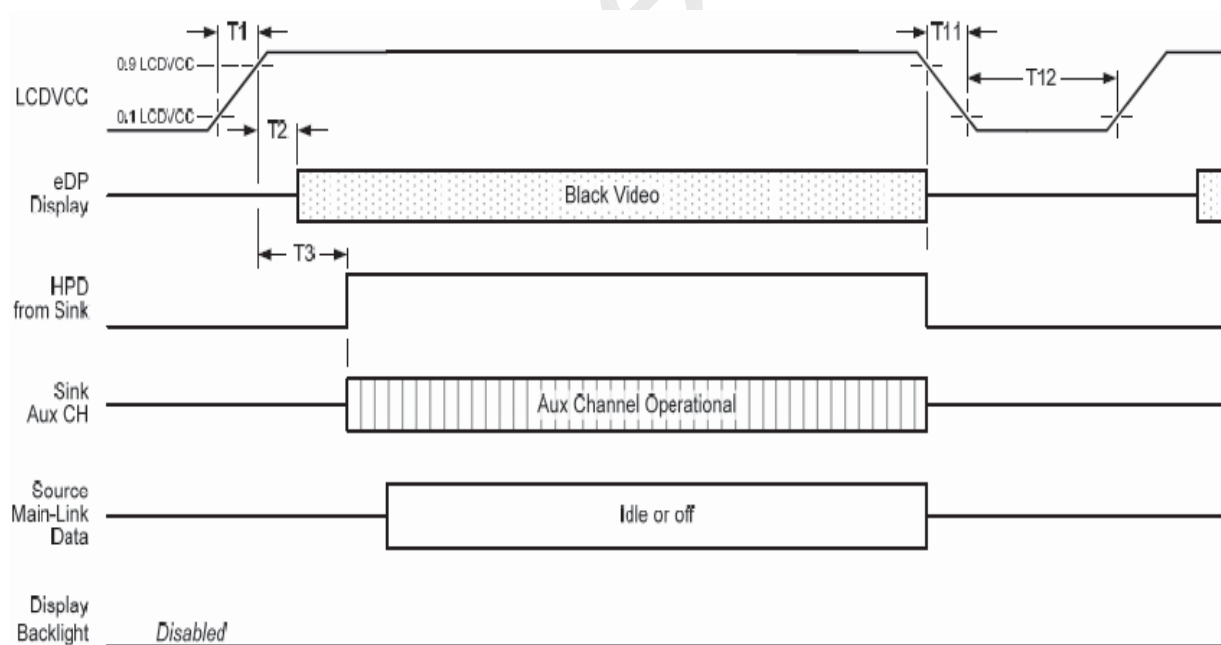 T1
T11
0.9 LCDVCC
T12
LCDVCC
0.1 LCDVCC
T2
eDP
Display
Black Video
T3
HPD
from Sink
Sink
Aux CH
Aux Channel Operational
Source
Main-Link
Data
Idle or off
Display
Backlight
Disabled